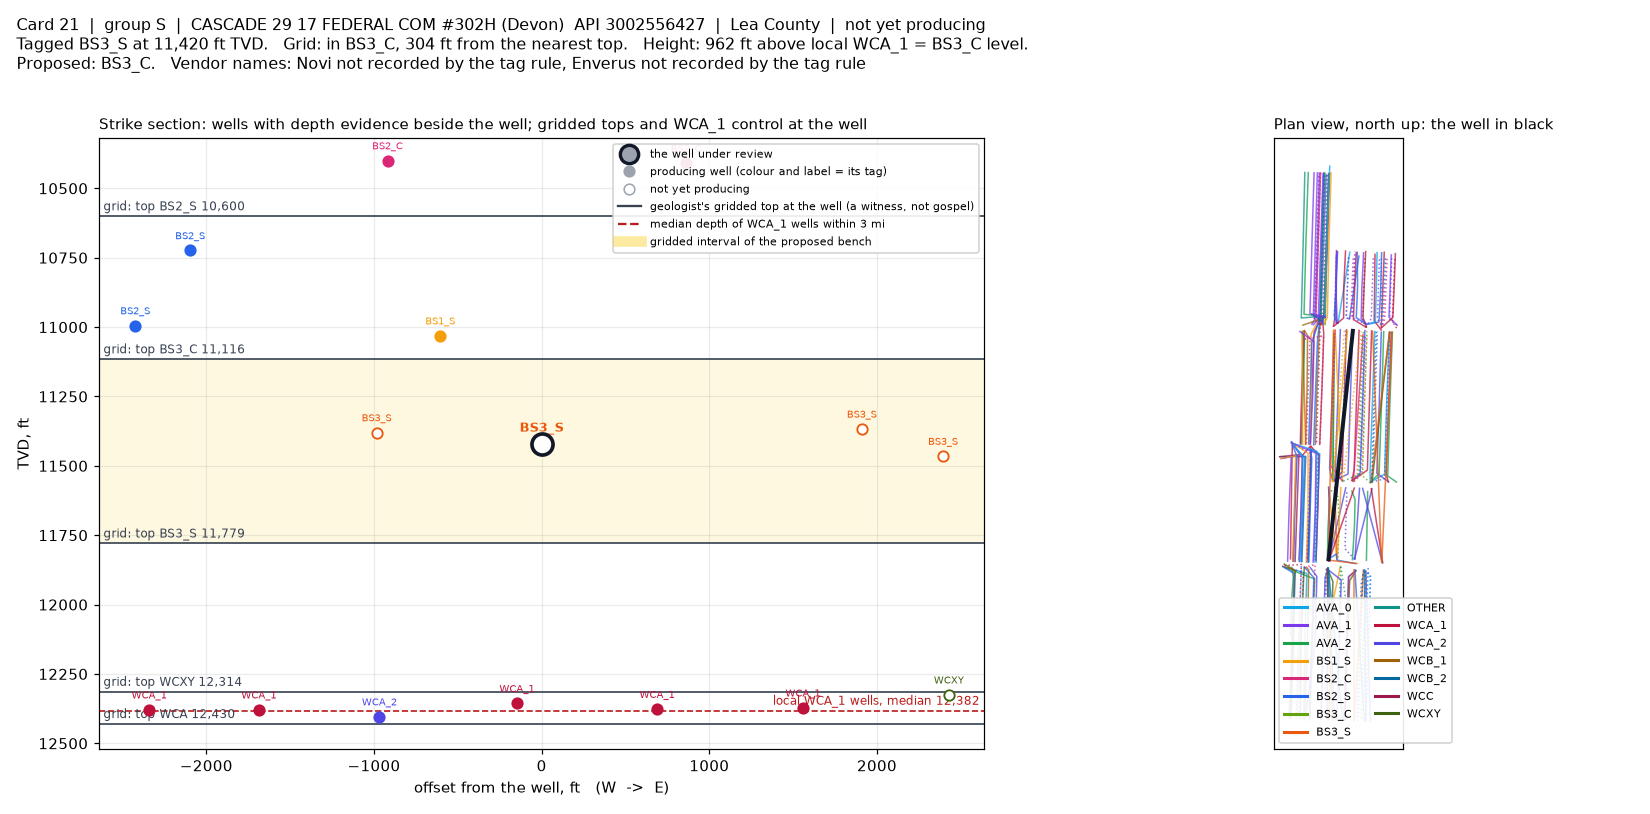 Card 21 | group S | CASCADE 29 17 FEDERAL COM #302H (Devon) API 3002556427 | Lea County | not yet producing
Tagged BS3_S at 11,420 ft TVD. Grid: in BS3_C, 304 ft from the nearest top. Height: 962 ft above local WCA_1 = BS3_C level.
Proposed: BS3_C. Vendor names: Novi not recorded by the tag rule, Enverus not recorded by the tag rule
Strike section: wells with depth evidence beside the well; gridded tops and WCA_1 control at the well
BS2_C
the well under review
producing well (colour and label = its tag)
not yet producing
geologist's gridded top at the well (a witness, not gospel)
median depth of WCA_1 wells within 3 mi
gridded interval of the proposed bench
grid: top BS2_S 10,600
BS2_S
BS2_S
BS1_S
grid: top BS3_C 11,116
BS3_S
BS3_S
BS3_S
BS3_S
grid: top BS3_S 11,779
grid: top WCXY 12,314
WCXY
WCA_1
WCA_1
WCA_2
WCA_1
WCA_1
WCA_1
local WCA_1 wells, median 12,382
grid: top WCA 12,430
10500
10750
11000
11250
11500
11750
12000
12250
12500
TVD, ft
−2000
−1000
0
1000
2000
offset from the well, ft (W -> E)
Plan view, north up: the well in black
AVA_0
AVA_1
AVA_2
BS1_S
BS2_C
BS2_S
BS3_C
BS3_S
OTHER
WCA_1
WCA_2
WCB_1
WCB_2
WCC
WCXY